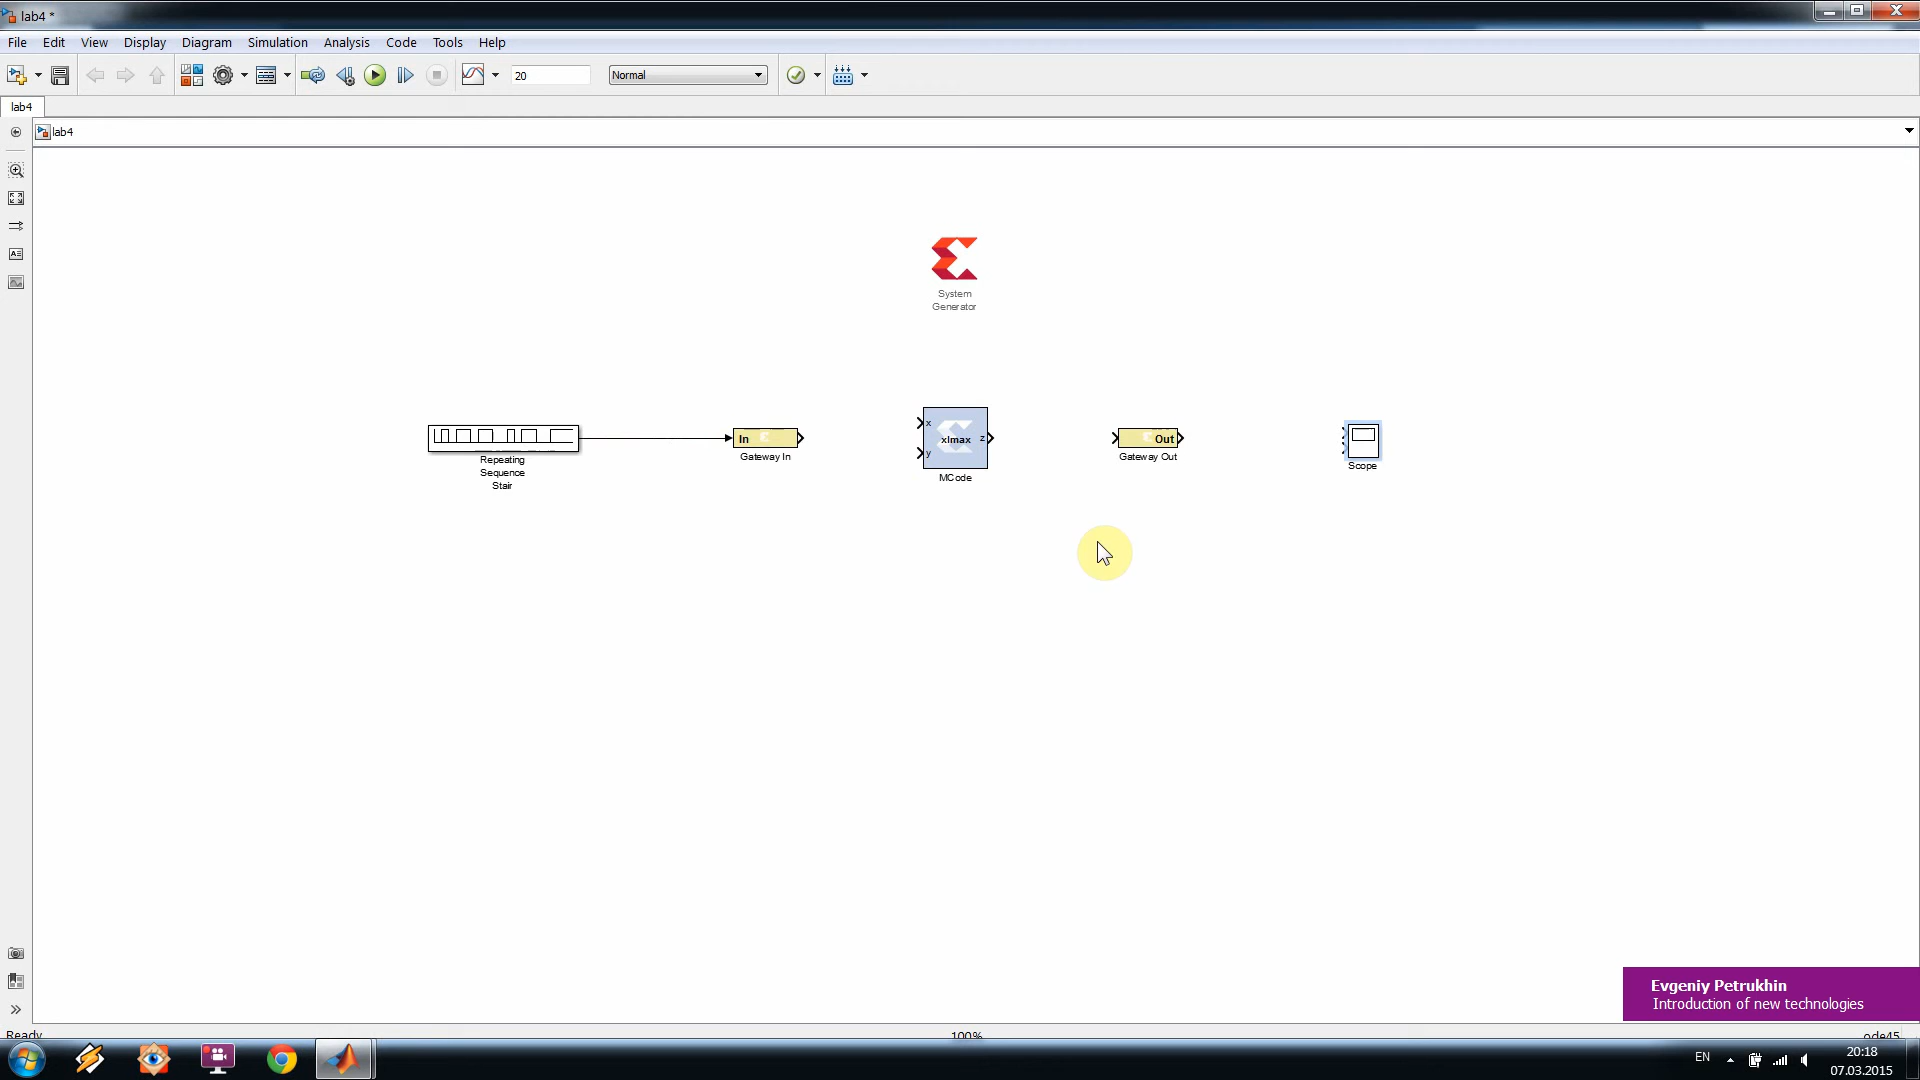 lab4 *
File Edit View Display Diagram Simulation Analysis Code Tools Help
20 Normal
lab4
lab4
System
Generator
In
Gateway In
x
y
xlmax
z
MCode
Out
Gateway Out
Scope
Repeating
Sequence
Stair
Evgeniy Petrukhin
Introduction of new technologies
Ready 100% ode45
EN
20:18
07.03.2015